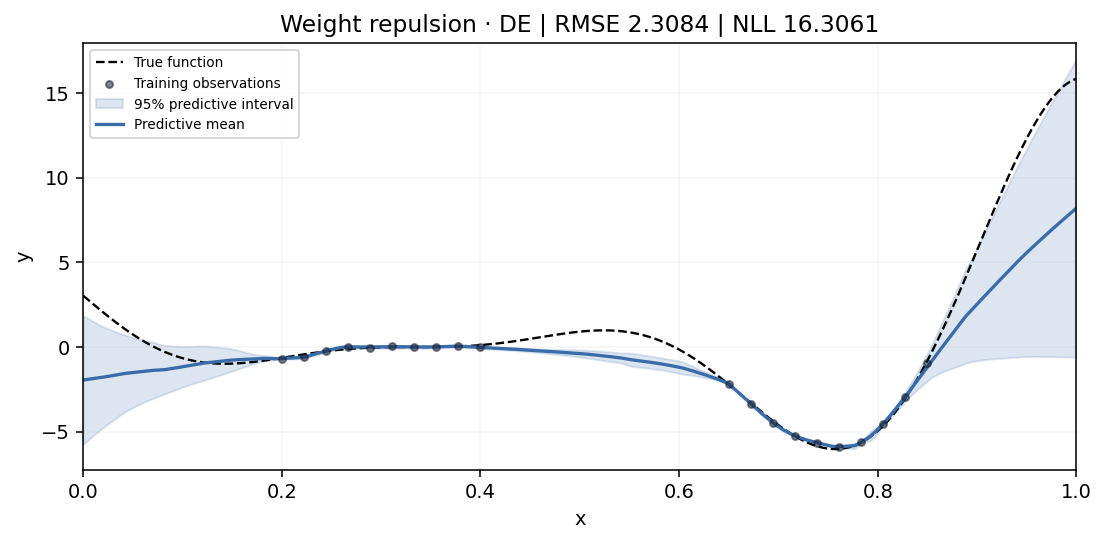 Weight repulsion · DE | RMSE 2.3084 | NLL 16.3061
True function
Training observations
95% predictive interval
Predictive mean
15
10
5
0
−5
y
0.0 0.2 0.4 0.6 0.8 1.0
x